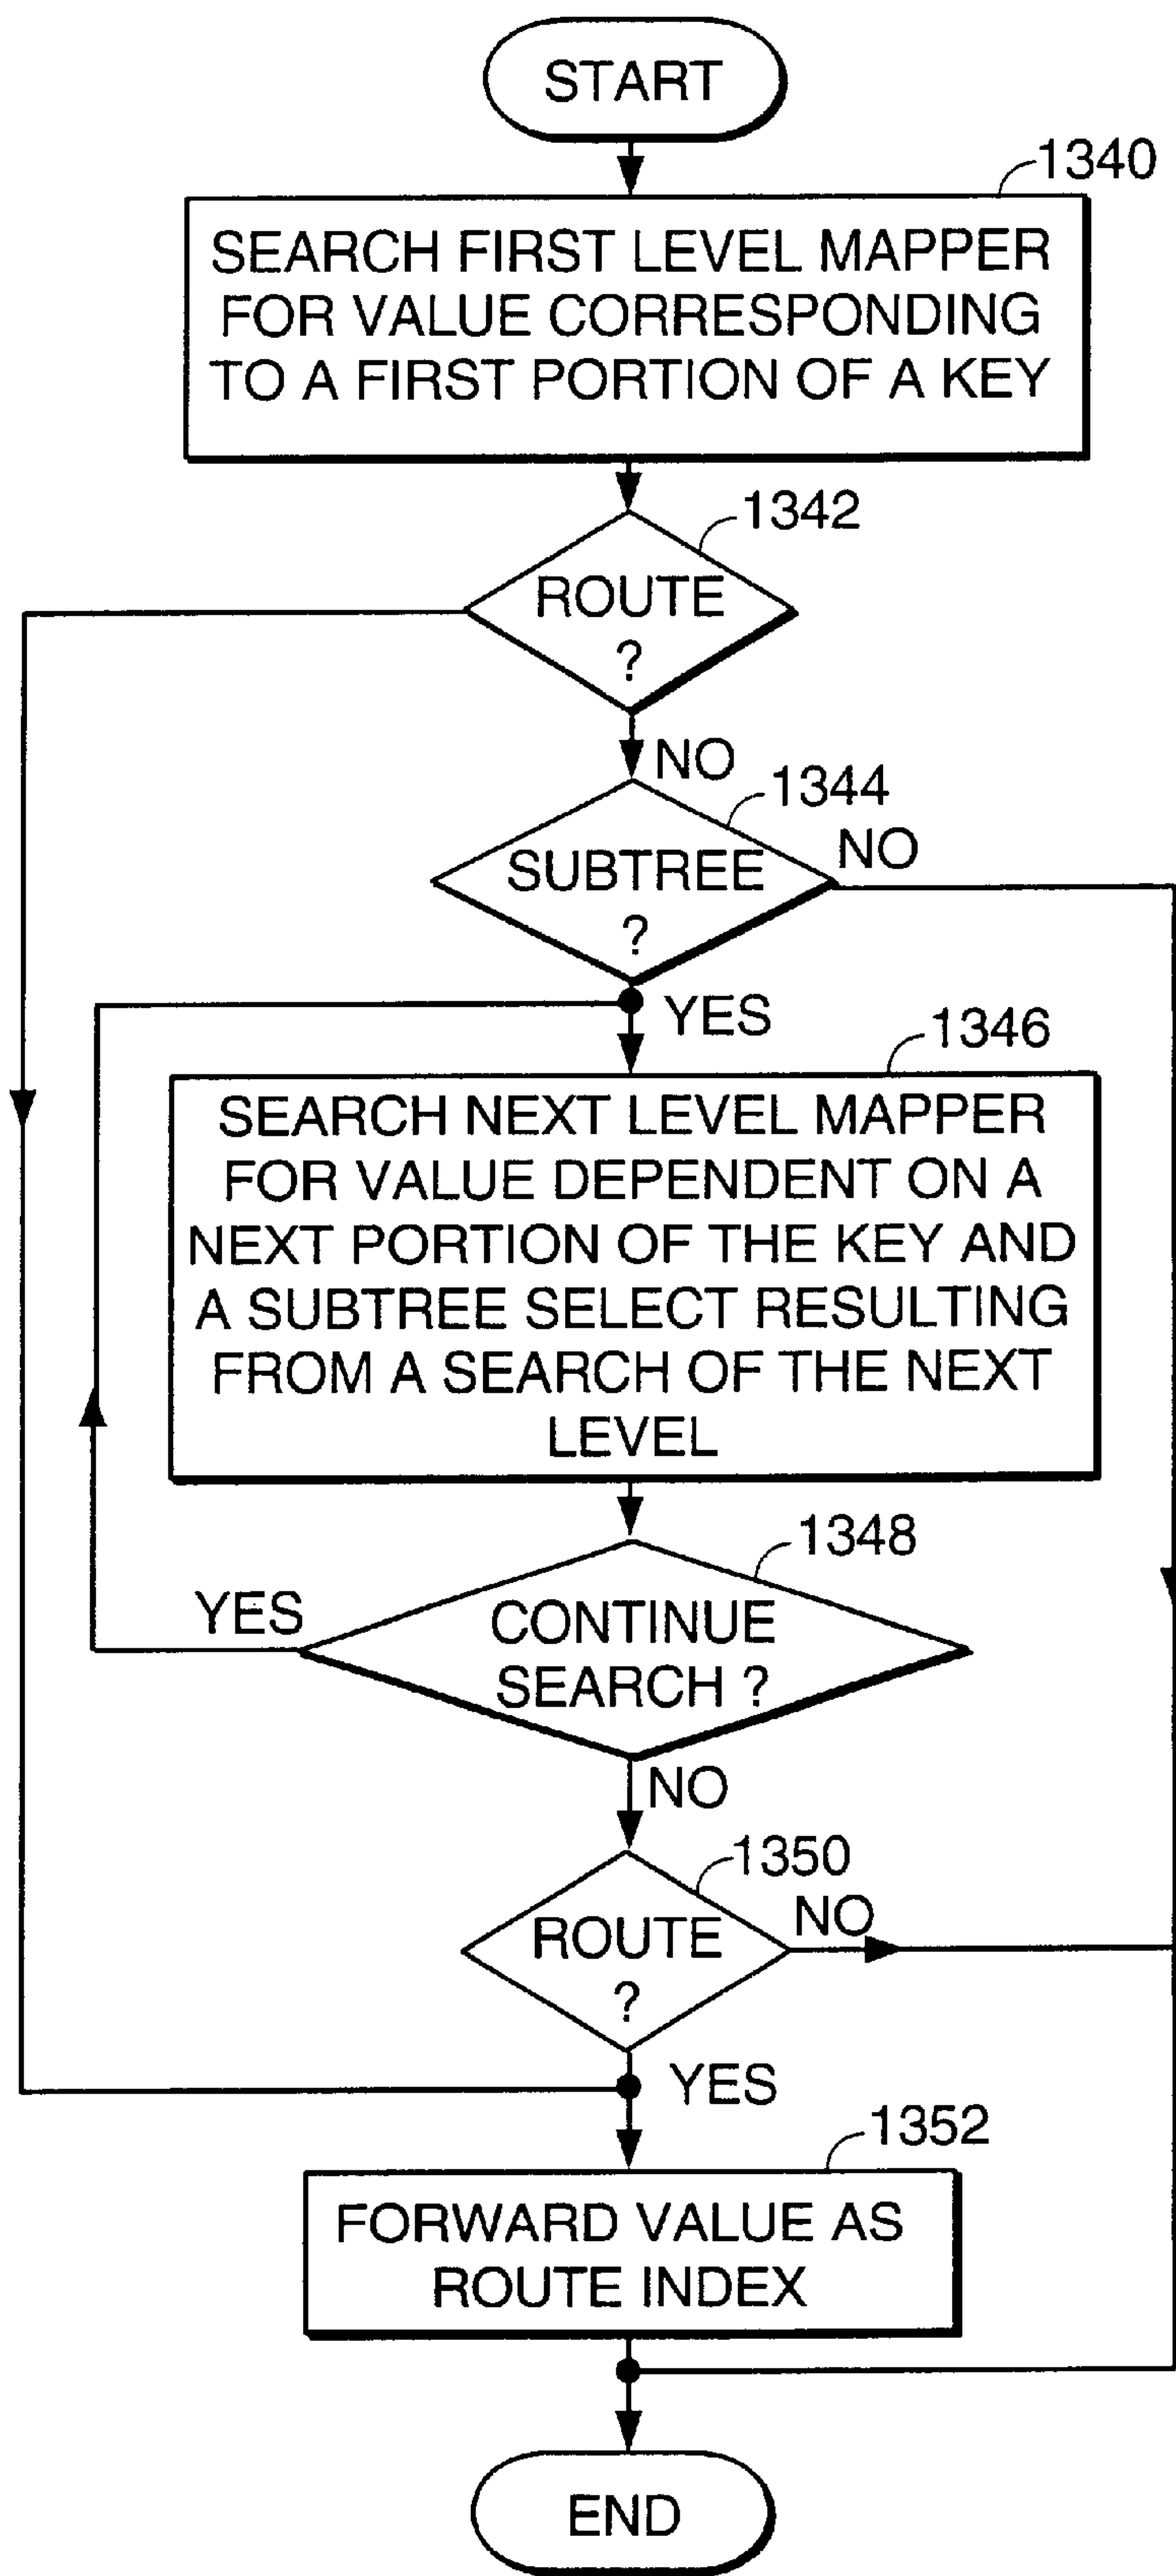 START
1340
SEARCH FIRST LEVEL MAPPER
FOR VALUE CORRESPONDING
TO A FIRST PORTION OF A KEY
1342
ROUTE
?
NO
1344
SUBTREE
?
NO
YES
1346
SEARCH NEXT LEVEL MAPPER
FOR VALUE DEPENDENT ON A
NEXT PORTION OF THE KEY AND
A SUBTREE SELECT RESULTING
FROM A SEARCH OF THE NEXT
LEVEL
1348
YES
CONTINUE
SEARCH ?
NO
1350
ROUTE
?
NO
YES
1352
FORWARD VALUE AS
ROUTE INDEX
END